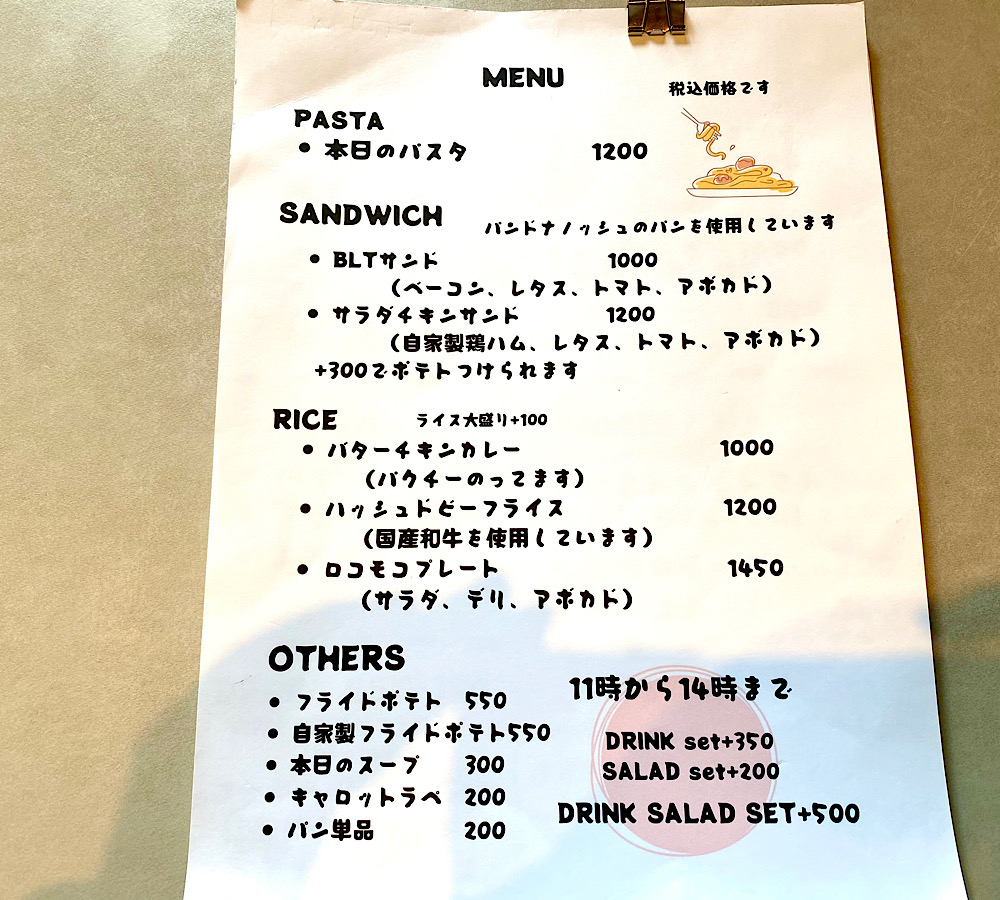 MENU
税込価格です
PASTA
• 本日のパスタ 1200
SANDWICH パンドナノッシュのパンを使用しています
• BLTサンド 1000
(ベーコン、レタス、トマト、アボカド)
• サラダチキンサンド 1200
(自家製鶏ハム、レタス、トマト、アボカド)
+300でポテトつけられます
RICE ライス大盛り+100
• バターチキンカレー 1000
(パクチーのってます)
• ハッシュドビーフライス 1200
(国産和牛を使用しています)
• ロコモコプレート 1450
(サラダ、デリ、アボカド)
OTHERS
• フライドポテト 550
• 自家製フライドポテト550
• 本日のスープ 300
• キャロットラペ 200
• パン単品 200
11時から14時まで
DRINK set+350
SALAD set+200
DRINK SALAD SET+500